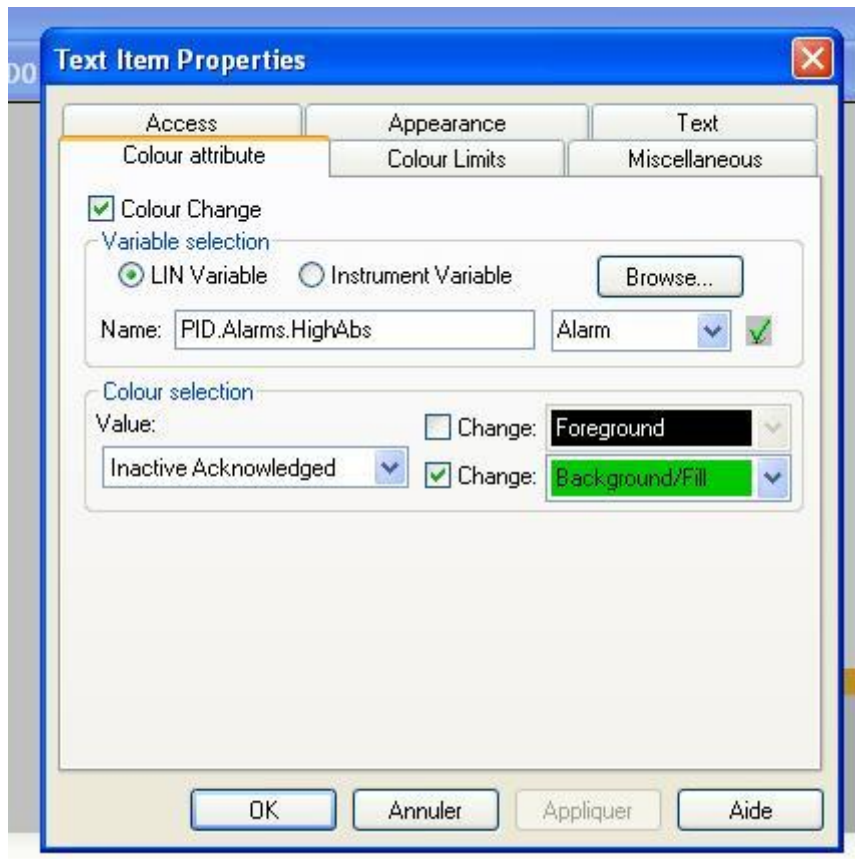 00
Text Item Properties
Access Appearance Text
Colour attribute Colour Limits Miscellaneous
Colour Change
Variable selection
LIN Variable Instrument Variable Browse...
Name: PID.Alarms.HighAbs Alarm
Colour selection
Value: Change: Foreground
Inactive Acknowledged Change: Background/Fill
OK Annuler Appliquer Aide